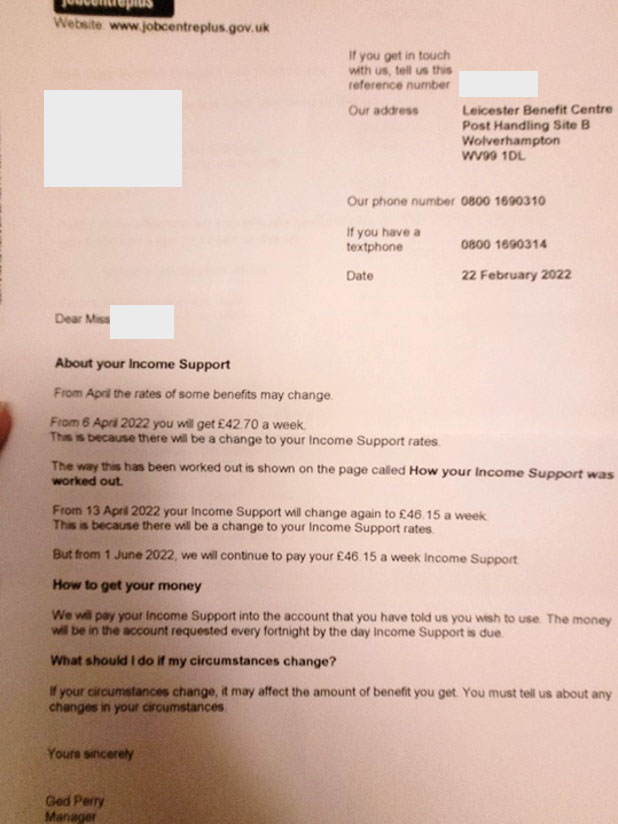 jobcentreplus
Website www.jobcentreplus.gov.uk
If you get in touch
with us, tell us this
reference number
Our address Leicester Benefit Centre
Post Handling Site B
Wolverhampton
WV99 1DL
Our phone number 0800 1690310
If you have a
textphone 0800 1690314
Date 22 February 2022
Dear Miss
About your Income Support
From April the rates of some benefits may change.
From 6 April 2022 you will get £42.70 a week.
This is because there will be a change to your Income Support rates.
The way this has been worked out is shown on the page called How your Income Support was
worked out.
From 13 April 2022 your Income Support will change again to £46.15 a week.
This is because there will be a change to your Income Support rates.
But from 1 June 2022, we will continue to pay your £46.15 a week Income Support.
How to get your money
We will pay your Income Support into the account that you have told us you wish to use. The money
will be in the account requested every fortnight by the day Income Support is due.
What should I do if my circumstances change?
If your circumstances change, it may affect the amount of benefit you get. You must tell us about any
changes in your circumstances.
Yours sincerely
Ged Perry
Manager